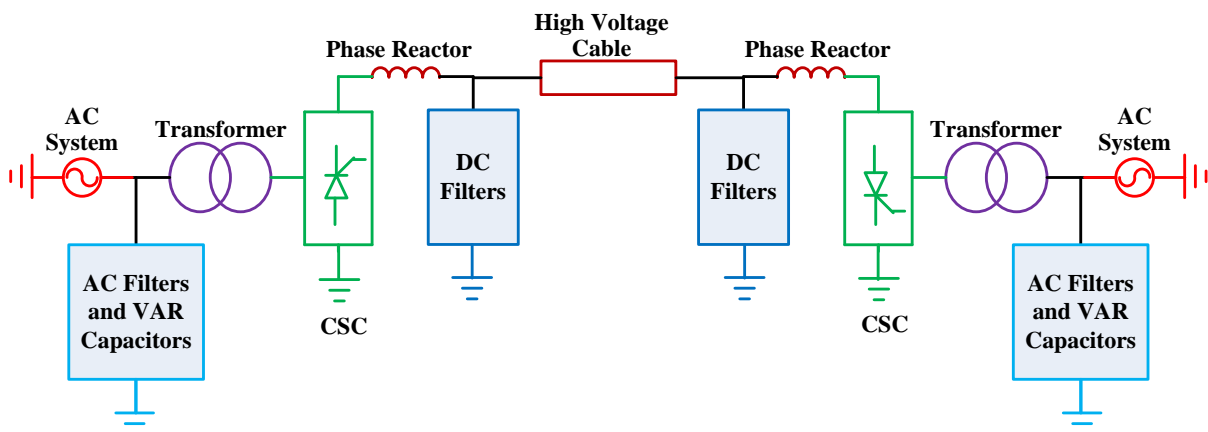 High Voltage
Cable
Phase Reactor
Phase Reactor
AC
System
Transformer
DC
Filters
DC
Filters
Transformer
AC
System
AC Filters
and VAR
Capacitors
CSC
CSC
AC Filters
and VAR
Capacitors